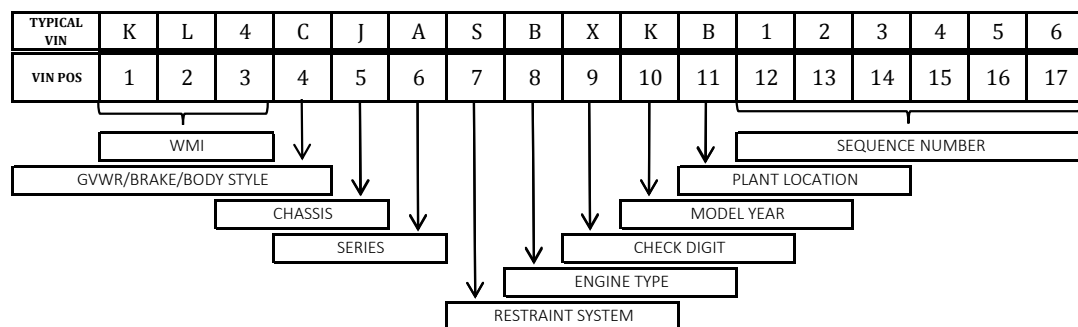 TYPICAL VIN K L 4 C J A S B X K B 1 2 3 4 5 6
VIN POS 1 2 3 4 5 6 7 8 9 10 11 12 13 14 15 16 17
WMI SEQUENCE NUMBER
GVWR/BRAKE/BODY STYLE PLANT LOCATION
CHASSIS MODEL YEAR
SERIES CHECK DIGIT
ENGINE TYPE
RESTRAINT SYSTEM